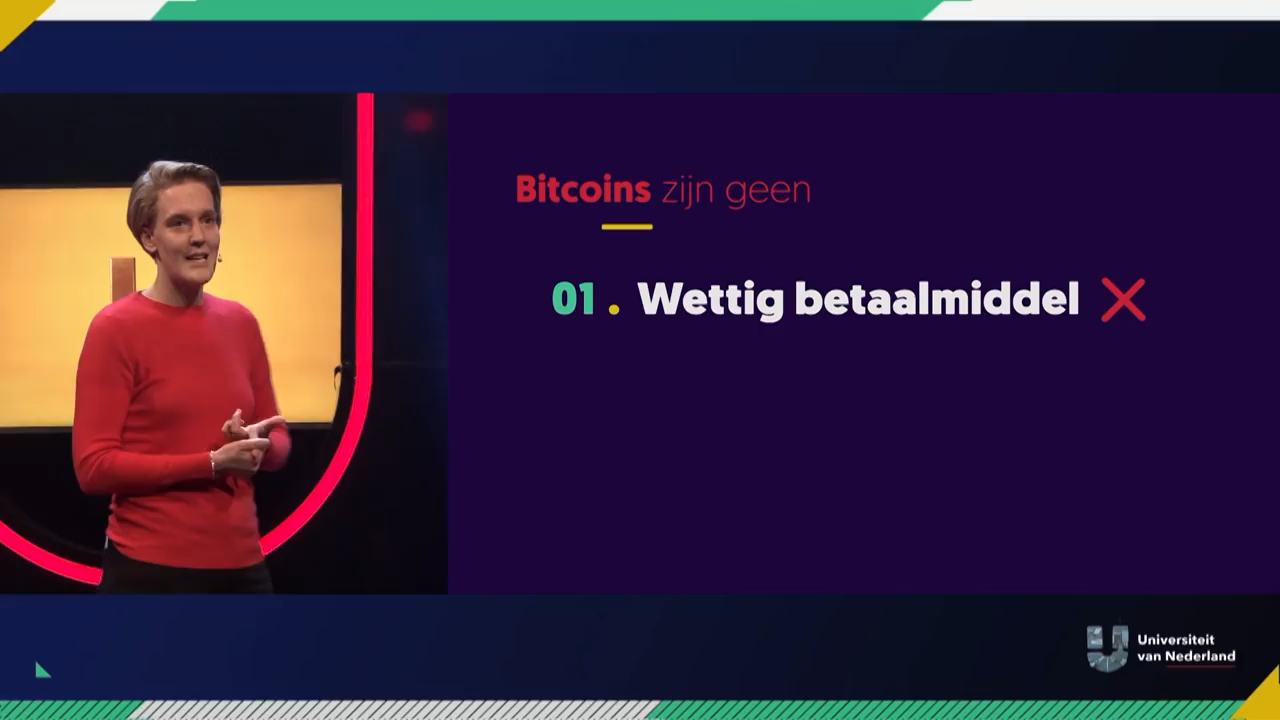 Bitcoins zijn geen
01. Wettig betaalmiddel
Universiteit
van Nederland